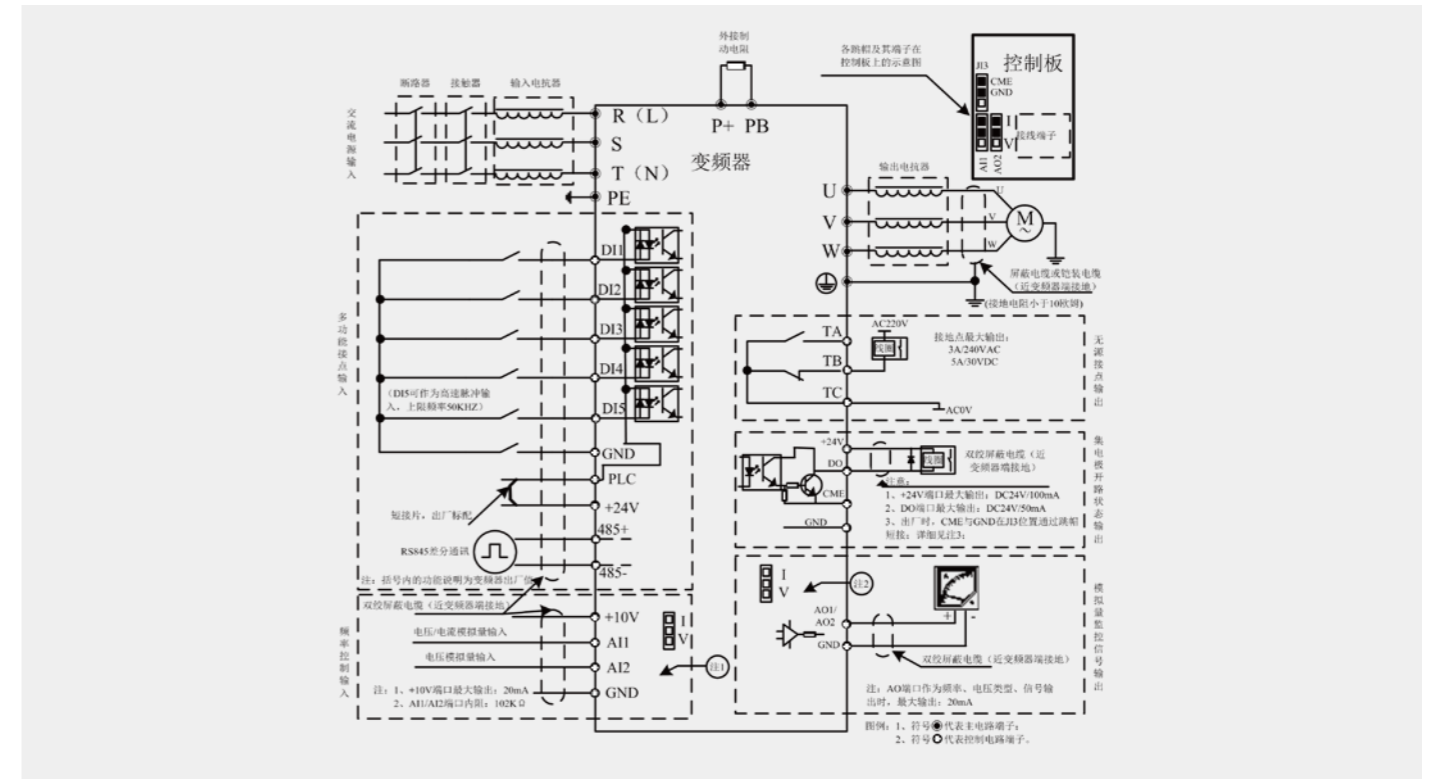 外接制
动电阻
各跳帽及其端子在
控制板上的示意图
控制板
JI3
CME
GND
I
V
接线端子
AI1
AO2
断路器
接触器
输入电抗器
交流电源输入
R（L）
S
T（N）
PE
P+
PB
变频器
输出电抗器
U
V
W
U
V
W
M
~
屏蔽电缆或铠装电缆
（近变频器端接地）
(接地电阻小于10欧姆)
多功能接点输入
DI1
DI2
DI3
DI4
（DI5可作为高速脉冲输
入，上限频率50KHZ）
DI5
GND
PLC
短接片，出厂标配
+24V
485+
RS845差分通讯
485-
注：括号内的功能说明为变频器出厂值
频率控制输入
双绞屏蔽电缆（近变频器端接地）
+10V
电压/电流模拟量输入
AI1
电压模拟量输入
AI2
注：1、+10V端口最大输出：20mA
2、AI1/AI2端口内阻：102KΩ
GND
I
V
注1
TA
TB
TC
AC220V
线圈
接地点最大输出：
3A/240VAC
5A/30VDC
AC0V
无源接点输出
+24V
DO
CME
GND
线圈
双绞屏蔽电缆（近
变频器端接地）
注意：
1、+24V端口最大输出：DC24V/100mA
2、DO端口最大输出：DC24V/50mA
3、出厂时，CME与GND在JI3位置通过跳帽
短接：详细见注3；
集电极开路状态输出
I
V
注2
AO1/
AO2
GND
+
-
双绞屏蔽电缆（近变频器端接地）
注：AO端口作为频率、电压类型、信号输
出时，最大输出：20mA
模拟量监控信号输出
图例：1、符号代表主电路端子；
2、符号代表控制电路端子。